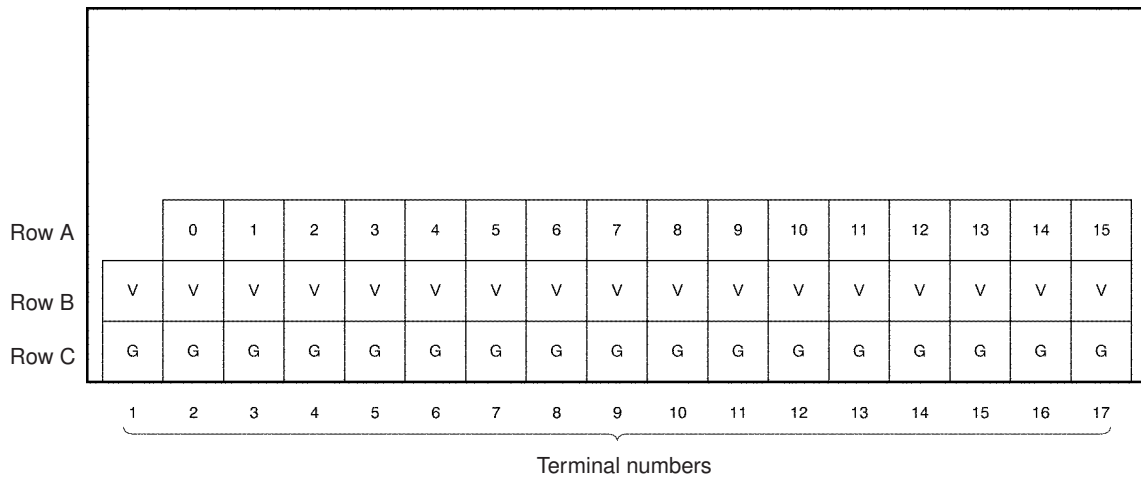 Row A 0 1 2 3 4 5 6 7 8 9 10 11 12 13 14 15
Row B V V V V V V V V V V V V V V V V V
Row C G G G G G G G G G G G G G G G G G
1 2 3 4 5 6 7 8 9 10 11 12 13 14 15 16 17
Terminal numbers